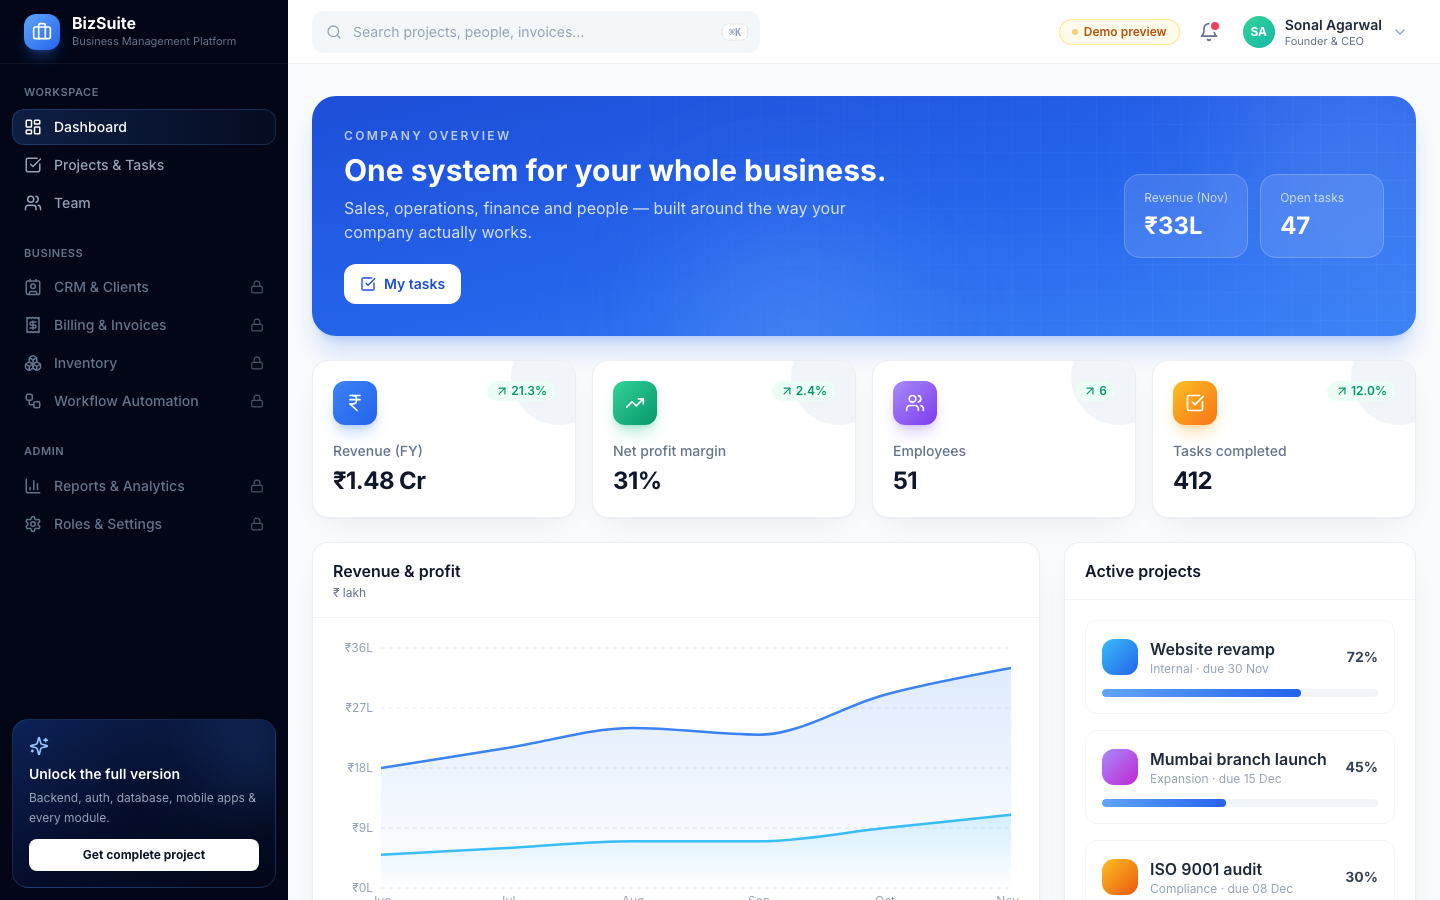 BizSuite
Business Management Platform
WORKSPACE
Dashboard
Projects & Tasks
Team
BUSINESS
CRM & Clients
Billing & Invoices
Inventory
Workflow Automation
ADMIN
Reports & Analytics
Roles & Settings
Unlock the full version
Backend, auth, database, mobile apps &
every module.
Get complete project
Search projects, people, invoices...
⌘K
Demo preview
SA
Sonal Agarwal
Founder & CEO
COMPANY OVERVIEW
One system for your whole business.
Sales, operations, finance and people — built around the way your
company actually works.
My tasks
Revenue (Nov)
₹33L
Open tasks
47
21.3%
Revenue (FY)
₹1.48 Cr
2.4%
Net profit margin
31%
6
Employees
51
12.0%
Tasks completed
412
Revenue & profit
₹ lakh
₹36L
₹27L
₹18L
₹9L
₹0L
Jun Jul Aug Sep Oct Nov
Active projects
Website revamp
Internal · due 30 Nov
72%
Mumbai branch launch
Expansion · due 15 Dec
45%
ISO 9001 audit
Compliance · due 08 Dec
30%